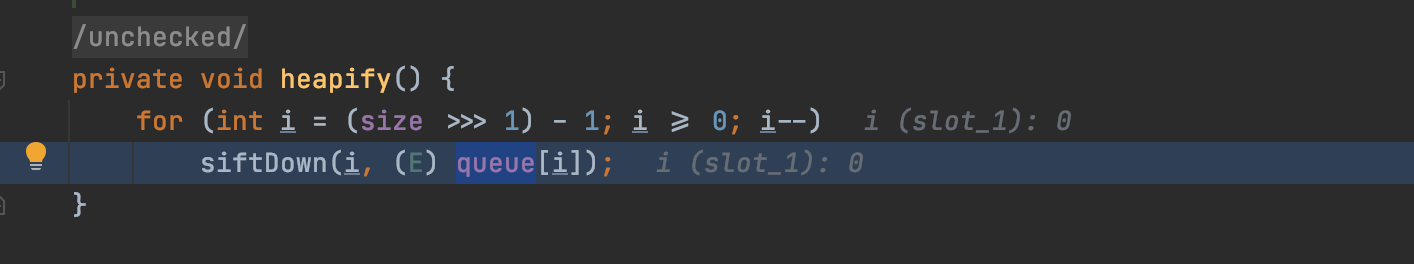 /unchecked/
private void heapify() {
    for (int i = (size >>> 1) - 1; i >= 0; i--)   i (slot_1): 0
        siftDown(i, (E) queue[i]);   i (slot_1): 0
}